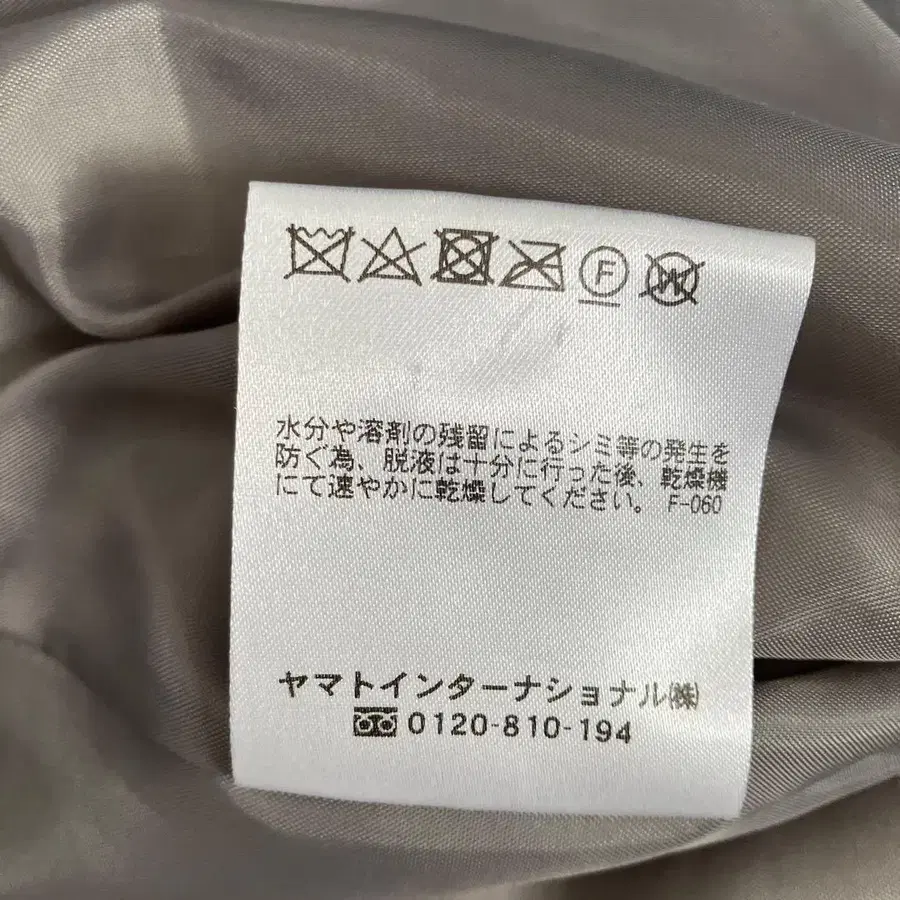 F W
水分や溶剤の残留によるシミ等の発生を
防ぐ為、脱液は十分に行った後、乾燥機
にて速やかに乾燥してください。 F-060
ヤマトインターナショナル㈱
0120-810-194